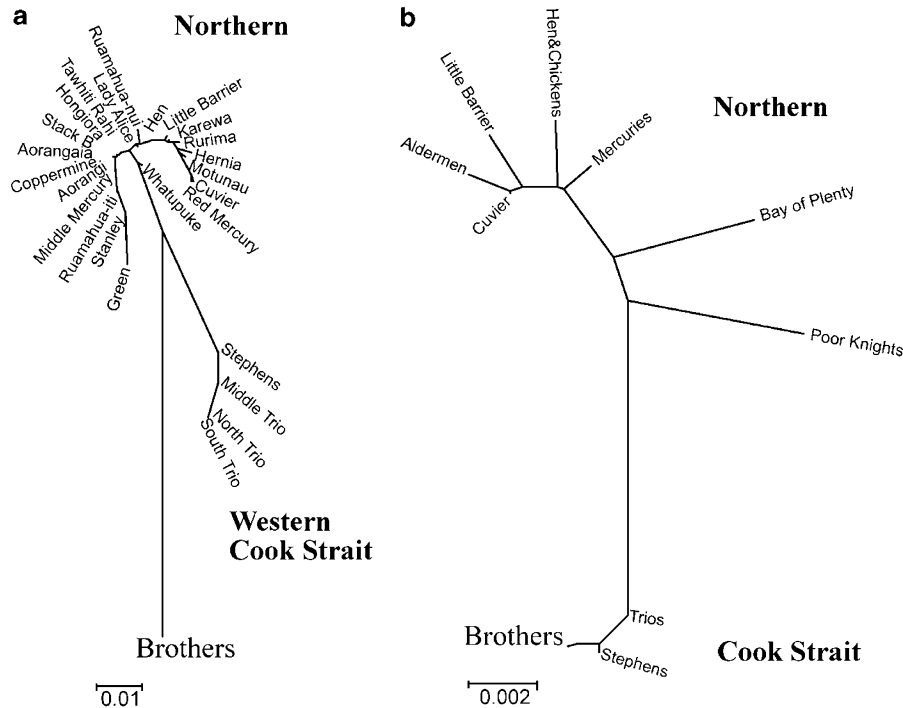 a
Northern
Ruamahua-nui
Lady Alice
Tawhiti Rahi
Hongiora
Stack B
Aorangaia
Coppermine
Aorangi
Middle Mercury
Ruamahua-iti
Stanley
Green
Hen
Little Barrier
Karewa
Rurima
Hernia
Motunau
Cuvier
Red Mercury
Whatupuke
Stephens
Middle Trio
North Trio
South Trio
Western
Cook Strait
Brothers
0.01
b
Northern
Hen&Chickens
Little Barrier
Mercuries
Aldermen
Cuvier
Bay of Plenty
Poor Knights
Trios
Brothers
Stephens
Cook Strait
0.002